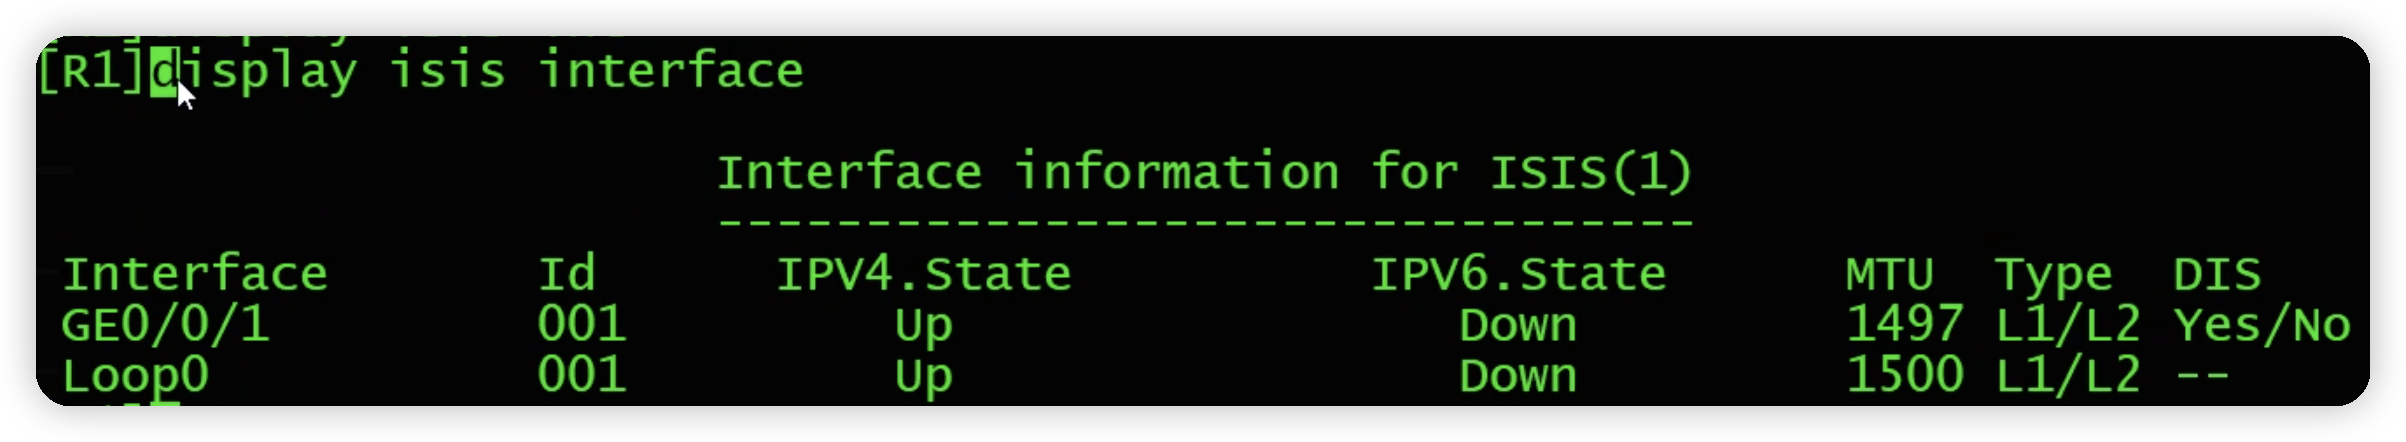 [R1]display isis interface
Interface information for ISIS(1)
---------------------------------
Interface Id IPV4.State IPV6.State MTU Type DIS
GE0/0/1 001 Up Down 1497 L1/L2 Yes/No
Loop0 001 Up Down 1500 L1/L2 --